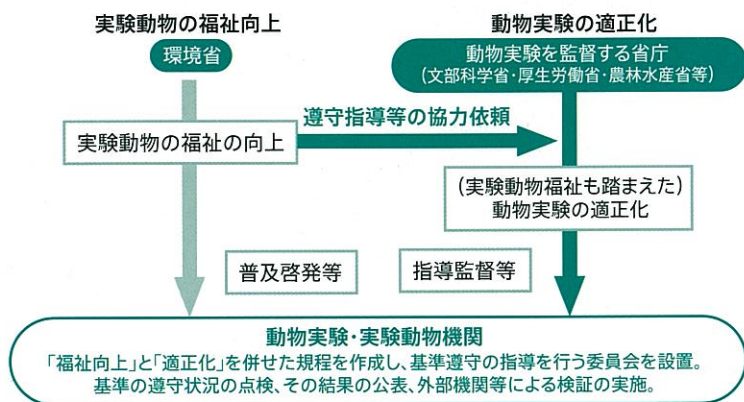 実験動物の福祉向上
環境省
動物実験の適正化
動物実験を監督する省庁
(文部科学省・厚生労働省・農林水産省等)
遵守指導等の協力依頼
実験動物の福祉の向上
(実験動物福祉も踏まえた)
動物実験の適正化
普及啓発等
指導監督等
動物実験・実験動物機関
「福祉向上」と「適正化」を併せた規程を作成し、基準遵守の指導を行う委員会を設置。
基準の遵守状況の点検、その結果の公表、外部機関等による検証の実施。